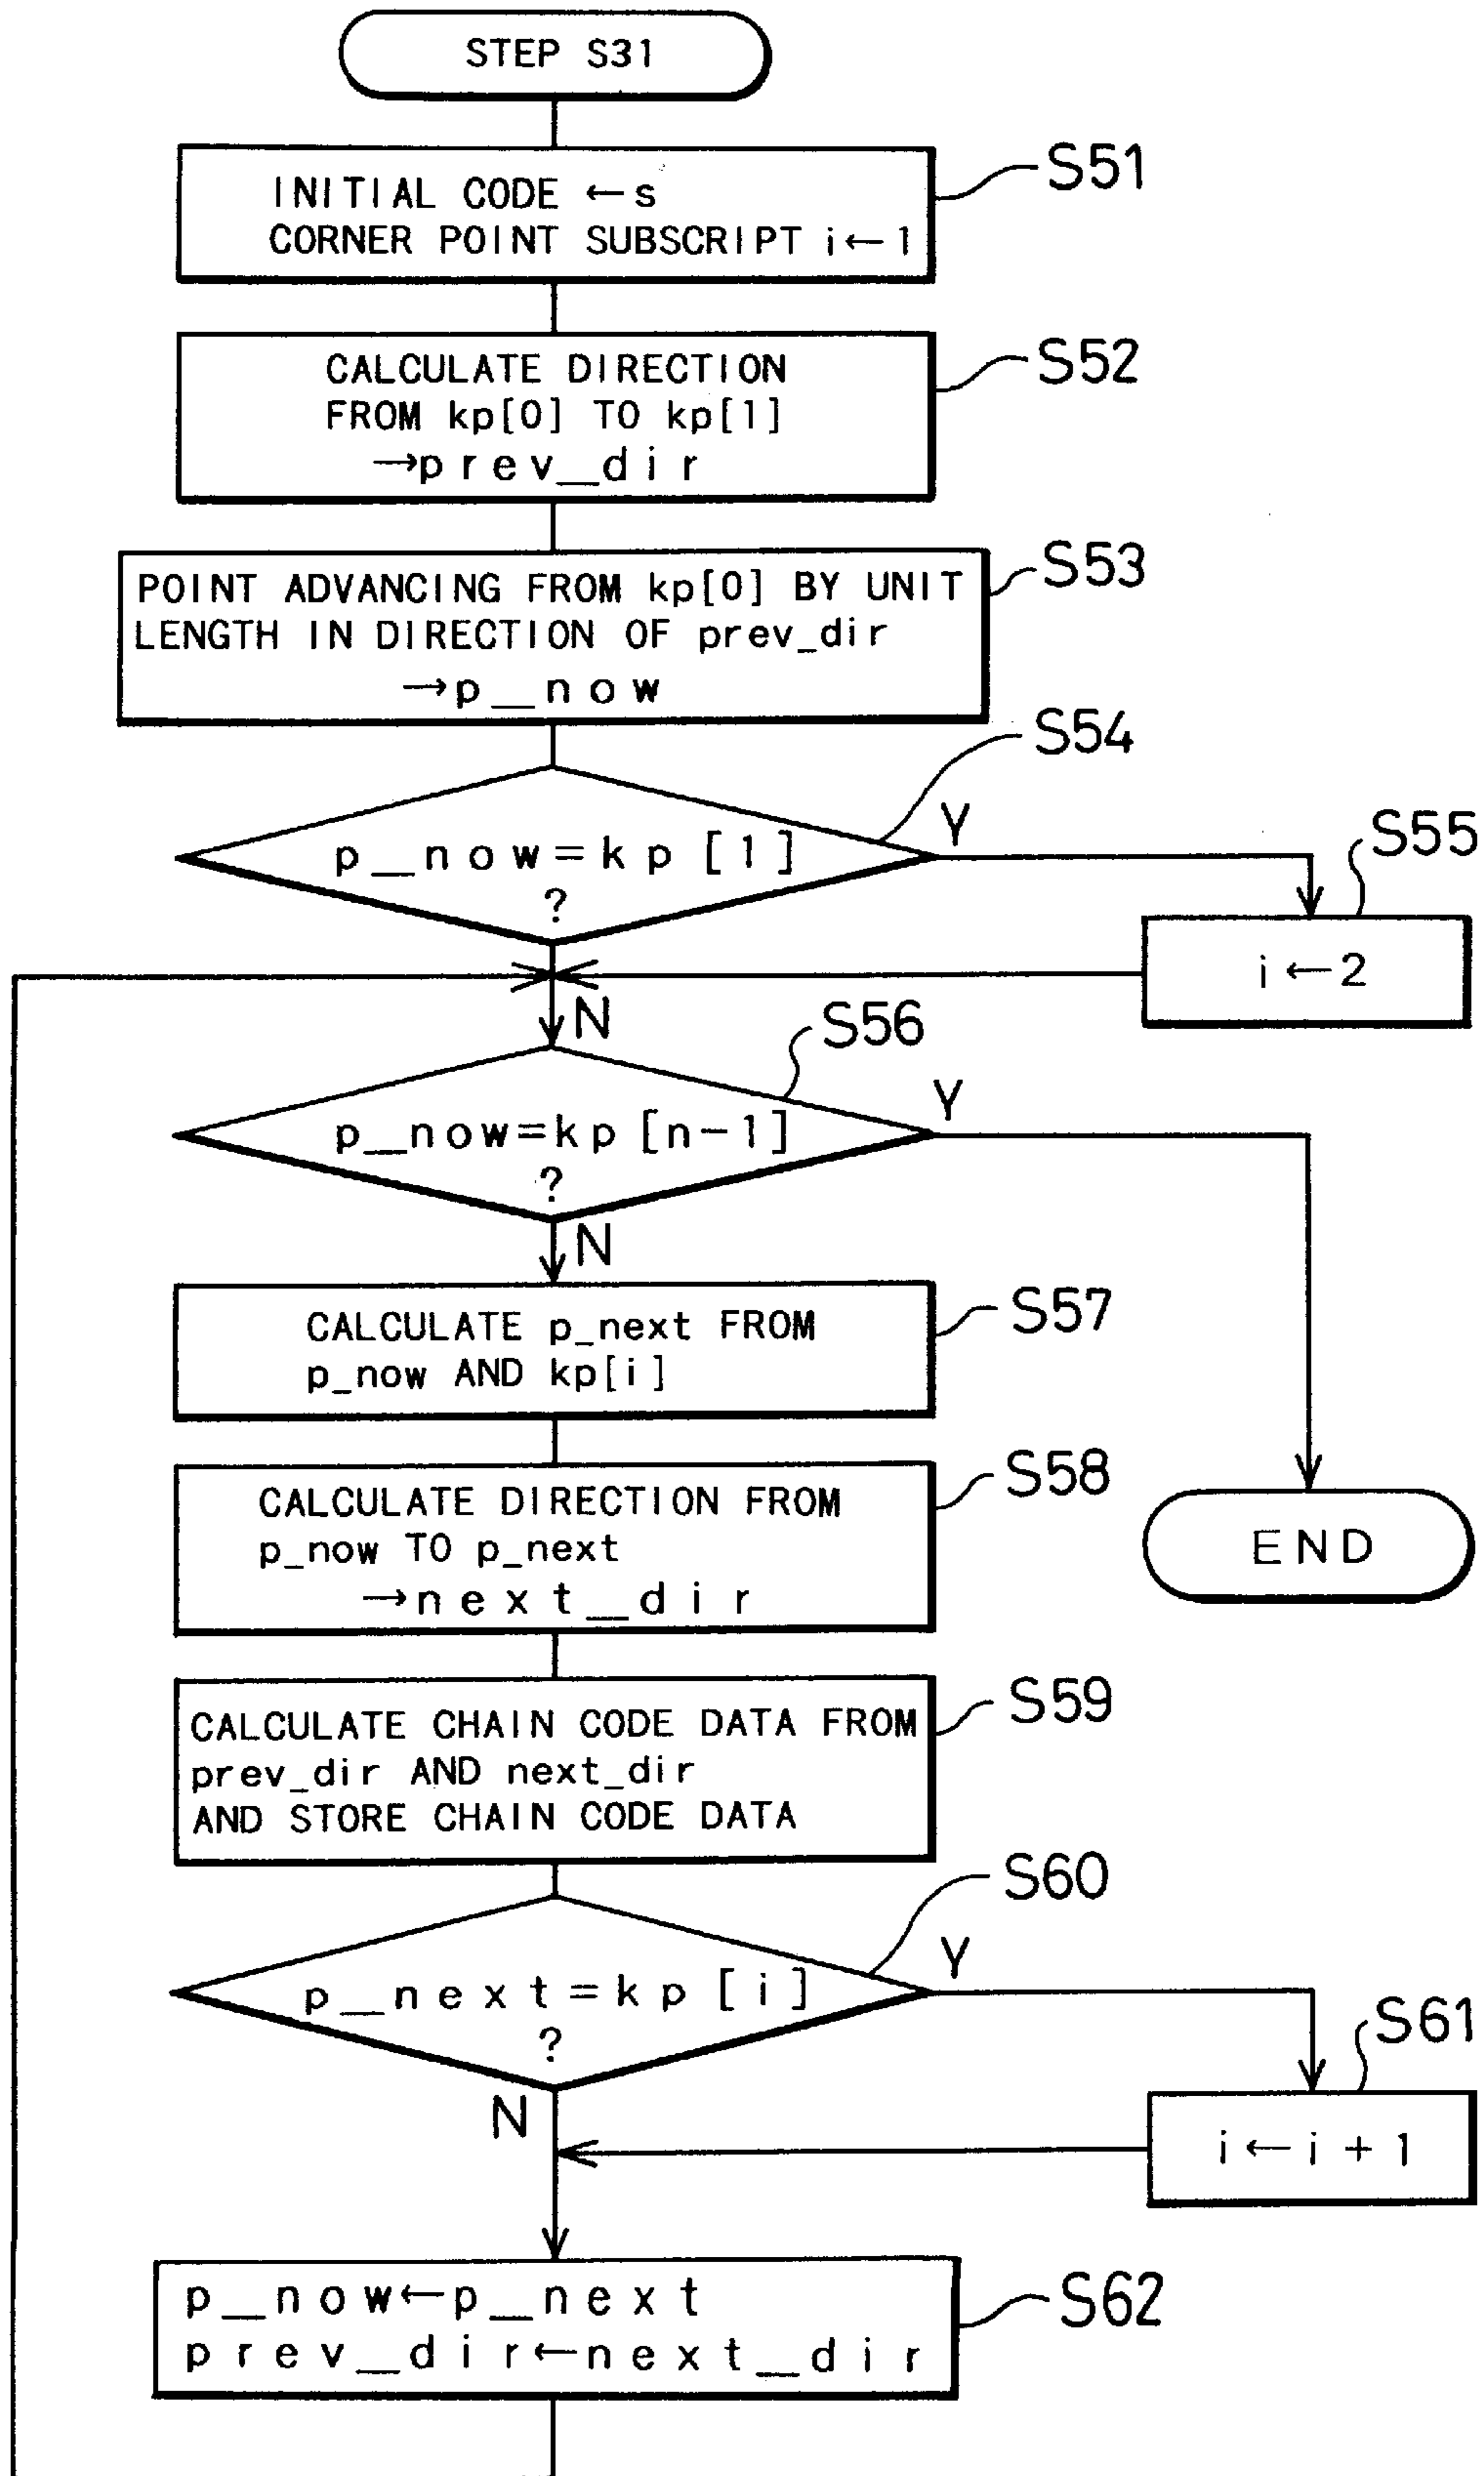 STEP S31
S51
INITIAL CODE ←s
CORNER POINT SUBSCRIPT i←1
S52
CALCULATE DIRECTION
FROM kp[0] TO kp[1]
→prev_dir
S53
POINT ADVANCING FROM kp[0] BY UNIT
LENGTH IN DIRECTION OF prev_dir
→p_now
S54
p_now=kp[1]
?
Y
S55
i←2
N
S56
p_now=kp[n-1]
?
Y
N
S57
CALCULATE p_next FROM
p_now AND kp[i]
S58
CALCULATE DIRECTION FROM
p_now TO p_next
→next_dir
END
S59
CALCULATE CHAIN CODE DATA FROM
prev_dir AND next_dir
AND STORE CHAIN CODE DATA
S60
p_next=kp[i]
?
Y
S61
N
i←i+1
S62
p_now←p_next
prev_dir←next_dir